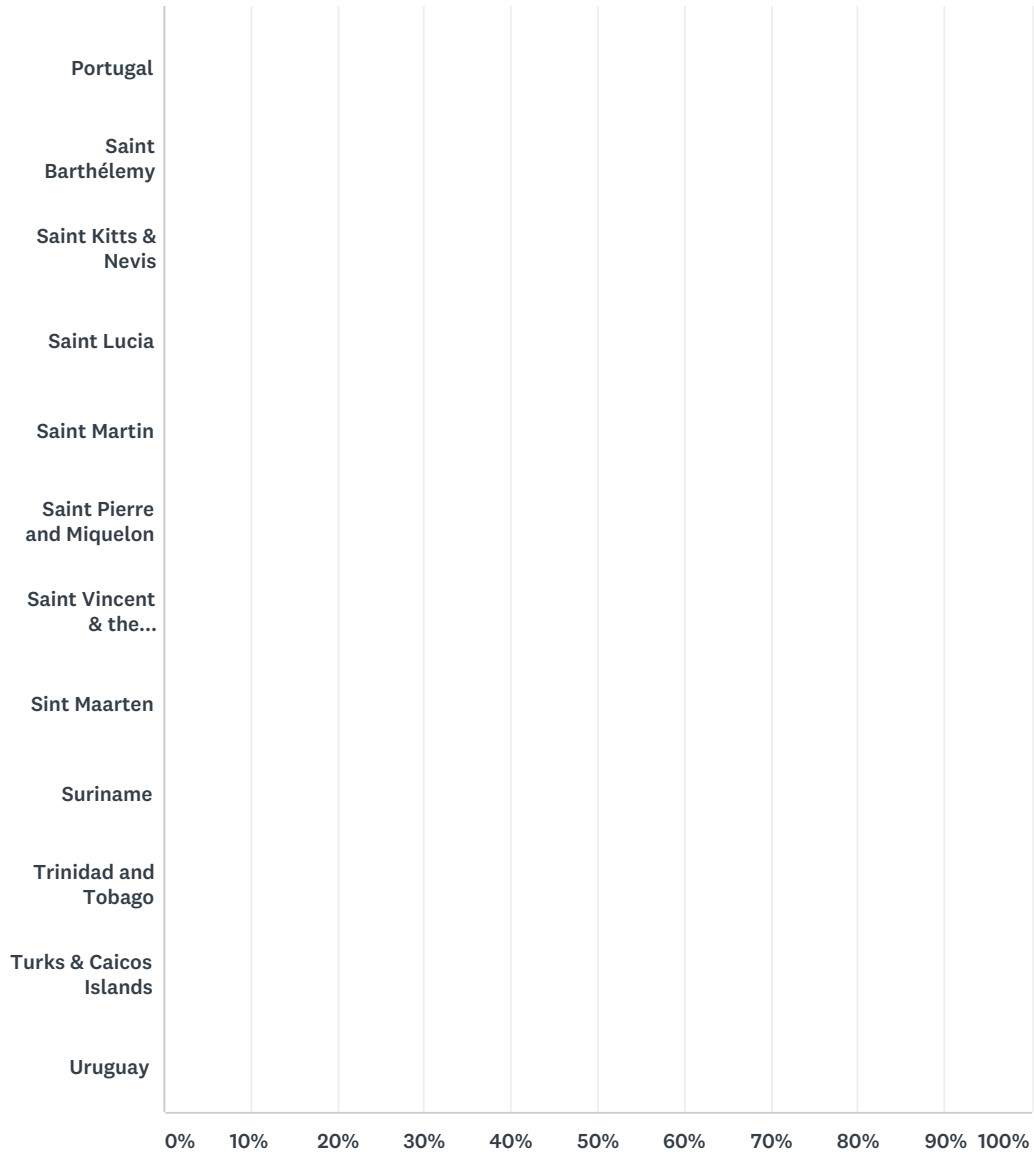 Portugal
Saint
Barthélemy
Saint Kitts &
Nevis
Saint Lucia
Saint Martin
Saint Pierre
and Miquelon
Saint Vincent
& the...
Sint Maarten
Suriname
Trinidad and
Tobago
Turks & Caicos
Islands
Uruguay
0% 10% 20% 30% 40% 50% 60% 70% 80% 90% 100%